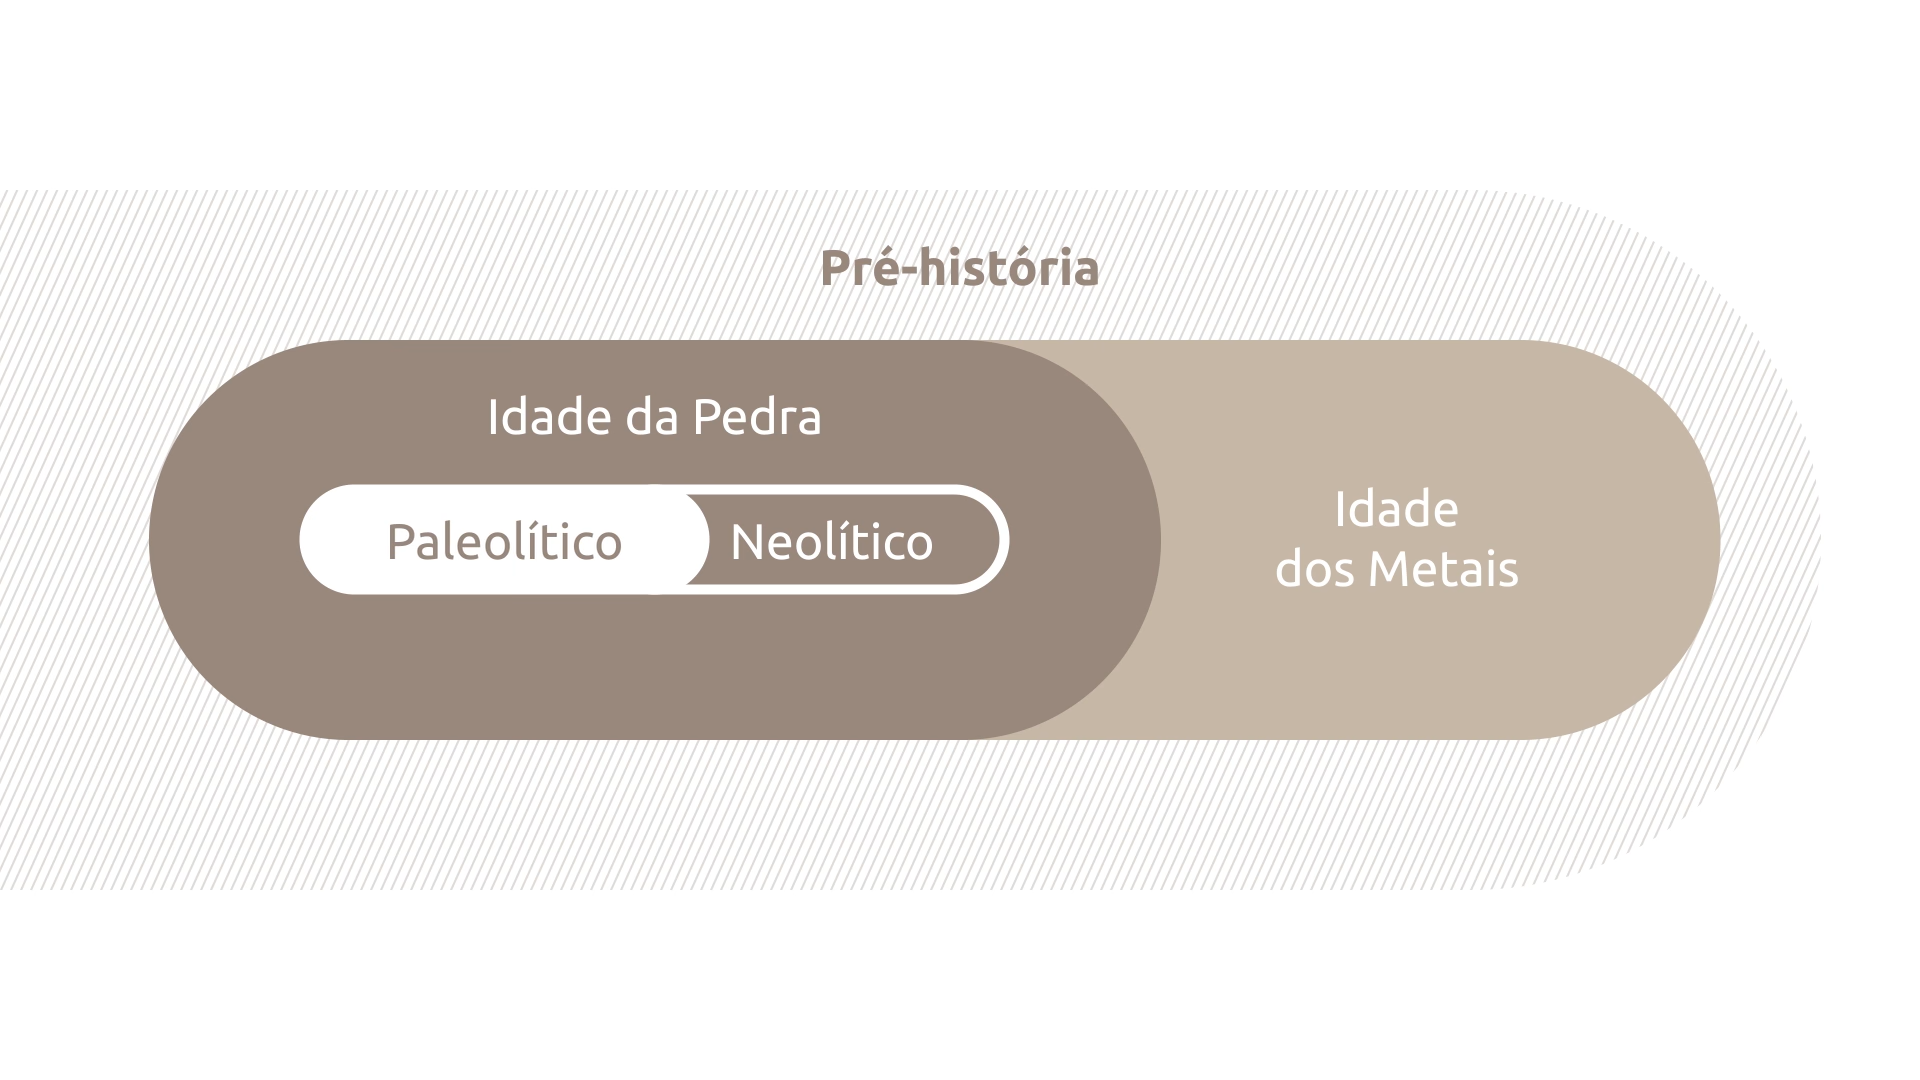 Pré-história
Idade da Pedra
Paleolítico
Neolítico
Idade
dos Metais